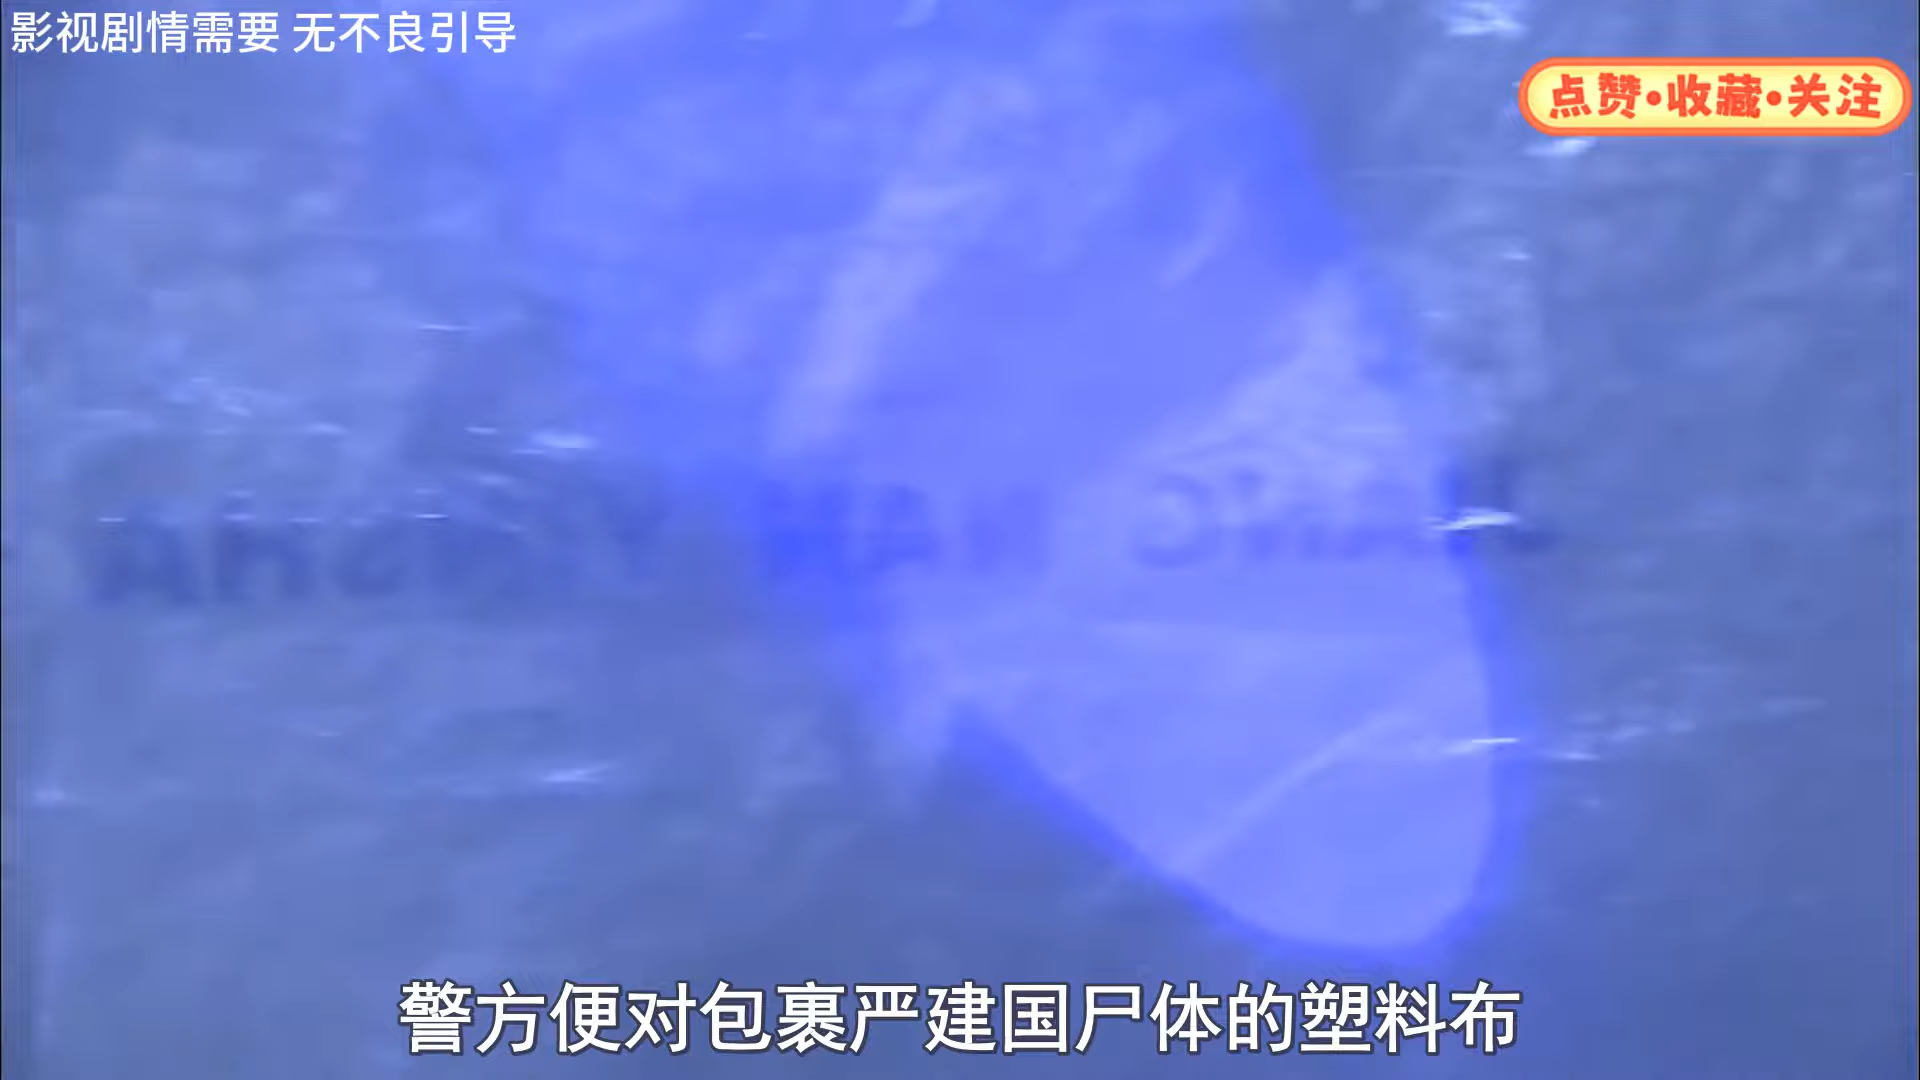 影视剧情需要 无不良引导
点赞•收藏•关注
警方便对包裹严建国尸体的塑料布